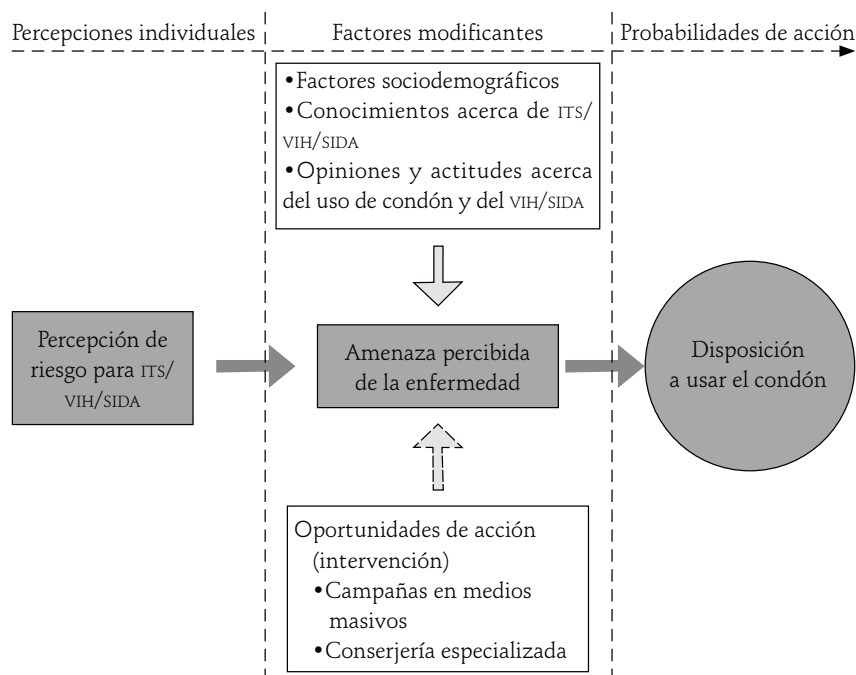 Percepciones individuales
Factores modificantes
Probabilidades de acción
•Factores sociodemográficos
•Conocimientos acerca de ITS/
VIH/SIDA
•Opiniones y actitudes acerca
del uso de condón y del VIH/SIDA
Percepción de
riesgo para ITS/
VIH/SIDA
Amenaza percibida
de la enfermedad
Disposición
a usar el condón
Oportunidades de acción
(intervención)
•Campañas en medios
masivos
•Conserjería especializada